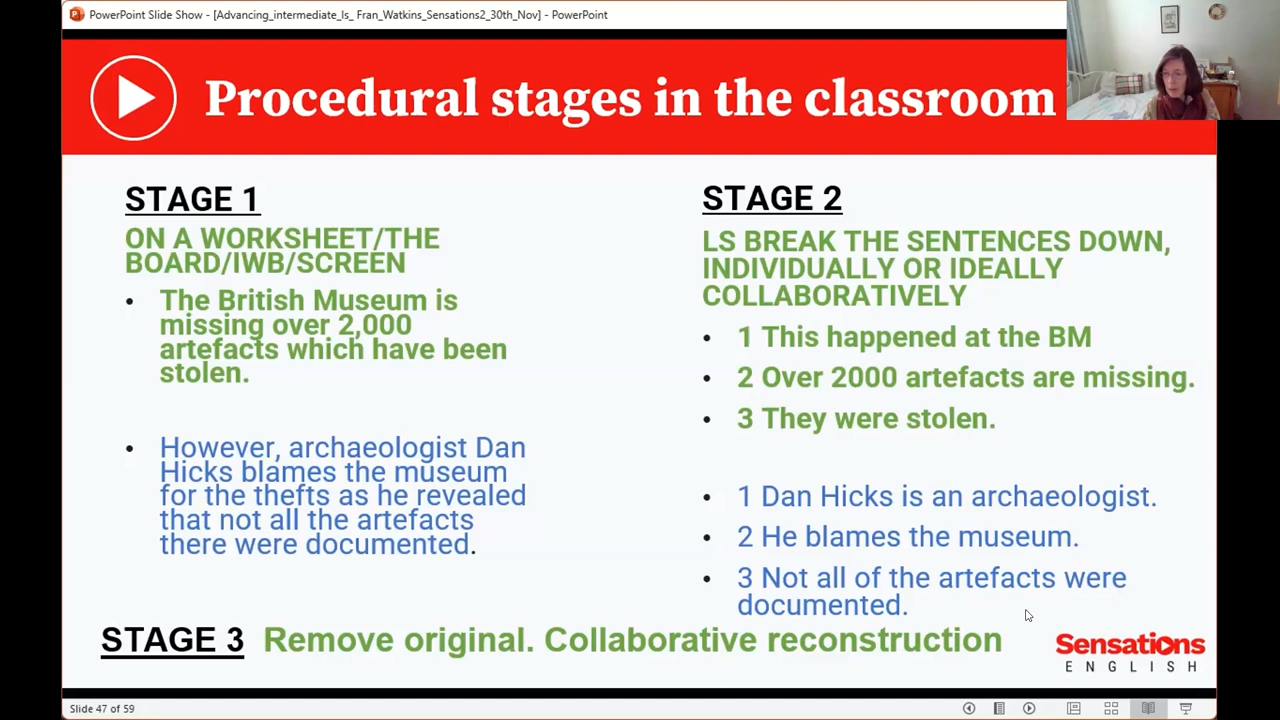 PowerPoint Slide Show - [Advancing_intermediate_ls_ Fran_Watkins_Sensations2_30th_Nov] - PowerPoint
Procedural stages in the classroom
STAGE 1
ON A WORKSHEET/THE
BOARD/IWB/SCREEN
• The British Museum is
missing over 2,000
artefacts which have been
stolen.
• However, archaeologist Dan
Hicks blames the museum
for the thefts as he revealed
that not all the artefacts
there were documented.
STAGE 2
LS BREAK THE SENTENCES DOWN,
INDIVIDUALLY OR IDEALLY
COLLABORATIVELY
• 1 This happened at the BM
• 2 Over 2000 artefacts are missing.
• 3 They were stolen.
• 1 Dan Hicks is an archaeologist.
• 2 He blames the museum.
• 3 Not all of the artefacts were
documented.
STAGE 3 Remove original. Collaborative reconstruction
Sensations
ENGLISH
Slide 47 of 59